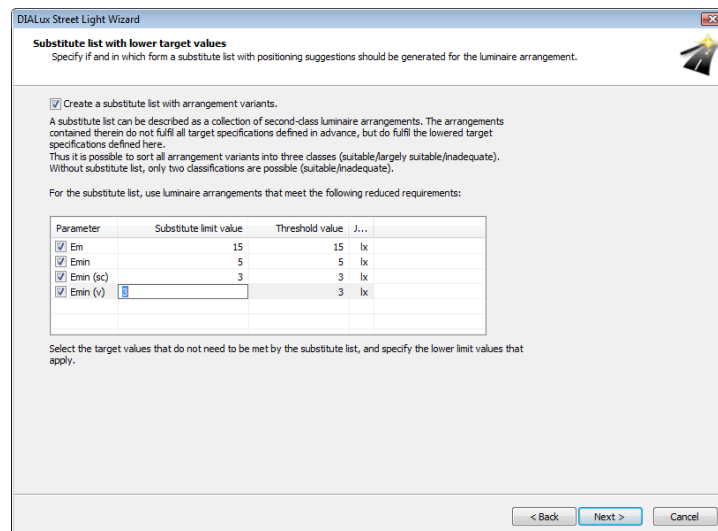 DIALux Street Light Wizard
Substitute list with lower target values
Specify if and in which form a substitute list with positioning suggestions should be generated for the luminaire arrangement.
Create a substitute list with arrangement variants.
A substitute list can be described as a collection of second-class luminaire arrangements. The arrangements
contained therein do not fulfil all target specifications defined in advance, but do fulfil the lowered target
specifications defined here.
Thus it is possible to sort all arrangement variants into three classes (suitable/largely suitable/inadequate).
Without substitute list, only two classifications are possible (suitable/inadequate).
For the substitute list, use luminaire arrangements that meet the following reduced requirements:
Parameter Substitute limit value Threshold value J...
Em 15 15 lx
Emin 5 5 lx
Emin (sc) 3 3 lx
Emin (v) 3 3 lx
Select the target values that do not need to be met by the substitute list, and specify the lower limit values that
apply.
< Back Next > Cancel